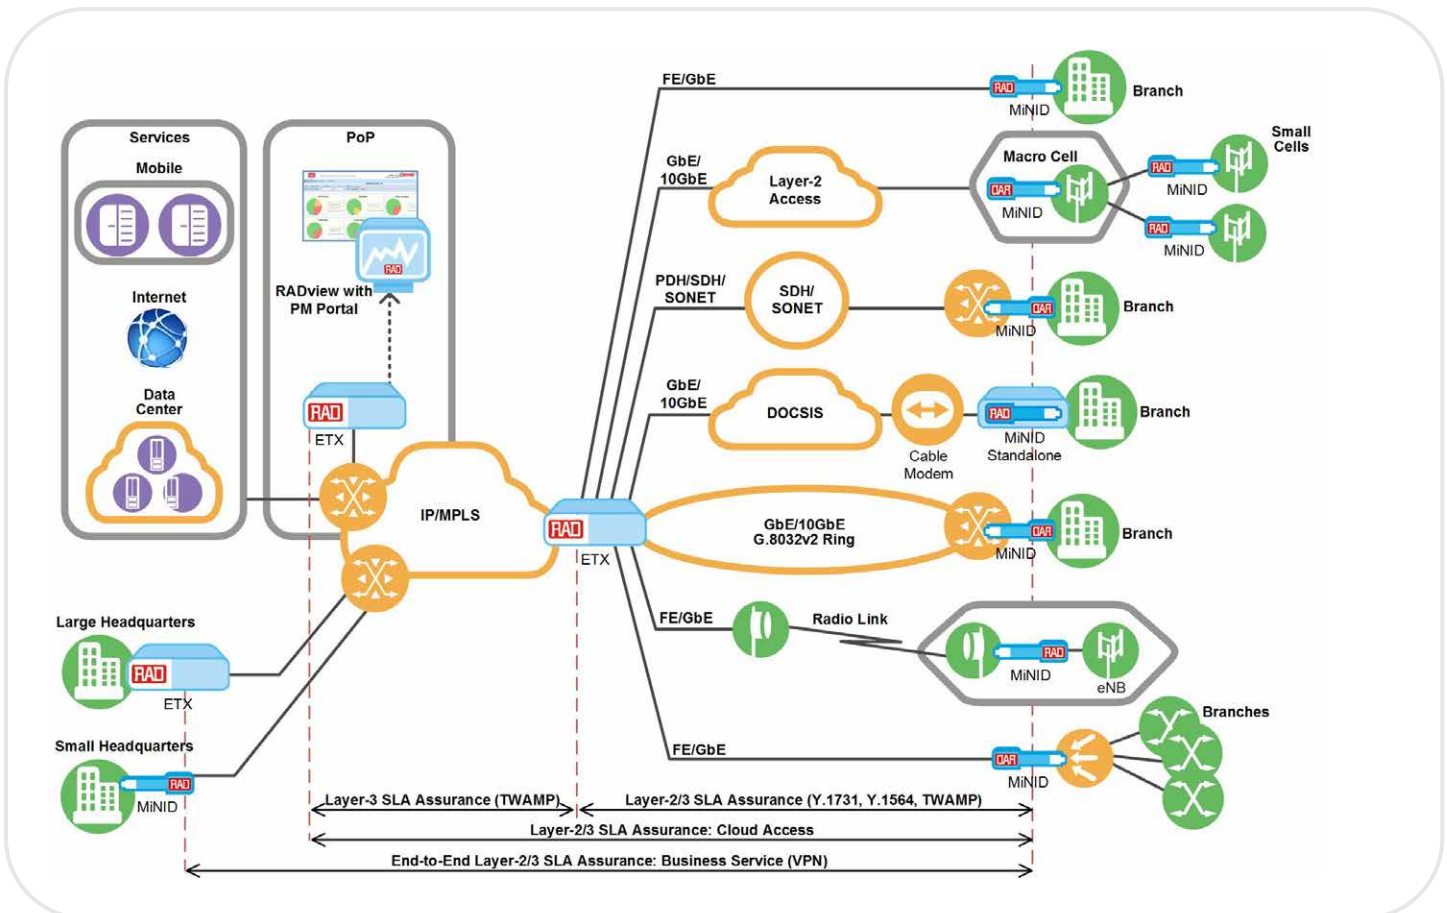 Services
Mobile
Internet
Data
Center
PoP
RADview with
PM Portal
RAD
RAD
ETX
IP/MPLS
Large Headquarters
RAD
ETX
Small Headquarters
RAD
MiNID
RAD
ETX
FE/GbE
RAD
MiNID
Branch
GbE/
10GbE
Layer-2
Access
Macro Cell
RAD
MiNID
Small
Cells
RAD
MiNID
RAD
MiNID
PDH/SDH/
SONET
SDH/
SONET
RAD
MiNID
Branch
GbE/
10GbE
DOCSIS
Cable
Modem
RAD
MiNID
Standalone
Branch
GbE/10GbE
G.8032v2 Ring
RAD
MiNID
Branch
FE/GbE
Radio Link
RAD
MiNID
eNB
FE/GbE
RAD
MiNID
Branches
Layer-3 SLA Assurance (TWAMP)
Layer-2/3 SLA Assurance (Y.1731, Y.1564, TWAMP)
Layer-2/3 SLA Assurance: Cloud Access
End-to-End Layer-2/3 SLA Assurance: Business Service (VPN)